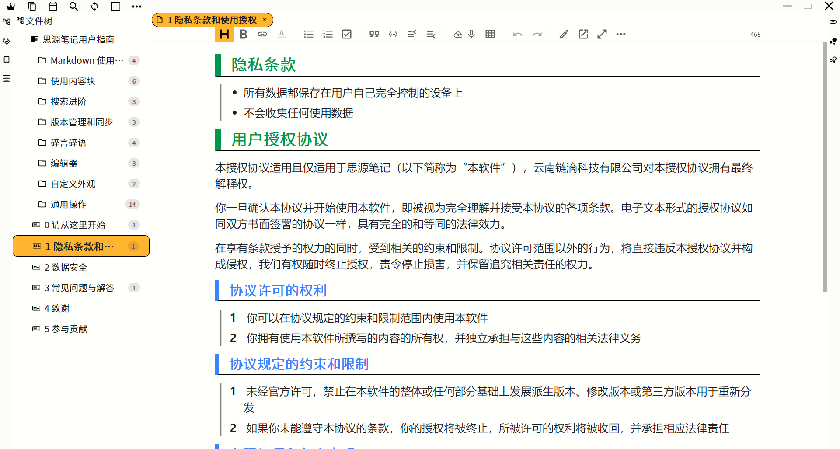 文件树
1 隐私条款和使用授权
思源笔记用户指南
Markdown 使用… 4
使用内容块 6
搜索进阶 3
版本管理和同步 3
碎言碎语 4
编辑器 3
自定义外观 2
通用操作 14
0 请从这里开始 1
1 隐私条款和… 1
2 数据安全
3 常见问题与解答 1
4 致谢
5 参与贡献
隐私条款
所有数据都保存在用户自己完全控制的设备上
不会收集任何使用数据
用户授权协议
本授权协议适用且仅适用于思源笔记（以下简称为“本软件”），云南链滴科技有限公司对本授权协议拥有最终
解释权。
你一旦确认本协议并开始使用本软件，即被视为完全理解并接受本协议的各项条款。电子文本形式的授权协议如
同双方书面签署的协议一样，具有完全的和等同的法律效力。
在享有条款授予的权力的同时，受到相关的约束和限制。协议许可范围以外的行为，将直接违反本授权协议并构
成侵权，我们有权随时终止授权，责令停止损害，并保留追究相关责任的权力。
协议许可的权利
1 你可以在协议规定的约束和限制范围内使用本软件
2 你拥有使用本软件所撰写的内容的所有权，并独立承担与这些内容的相关法律义务
协议规定的约束和限制
1 未经官方许可，禁止在本软件的整体或任何部分基础上发展派生版本、修改版本或第三方版本用于重新分
发
2 如果你未能遵守本协议的条款，你的授权将被终止，所被许可的权利将被收回，并承担相应法律责任